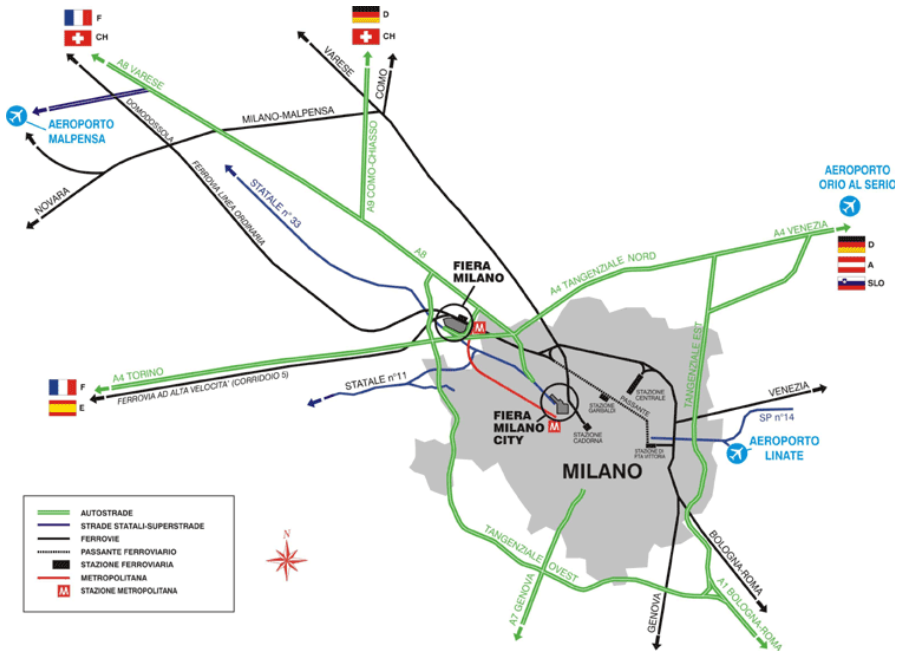 F
CH
D
CH
A8 VARESE
VARESE
COMO
AEROPORTO
MALPENSA
DOMODOSSOLA
MILANO-MALPENSA
NOVARA
FERROVIA LINEA ORDINARIA
STATALE n° 33
A9 COMO-CHIASSO
A8
AEROPORTO
ORIO AL SERIO
A4 VENEZIA
D
A
SLO
A4 TANGENZIALE NORD
FIERA
MILANO
M
TANGENZIALE EST
A4 TORINO
F
E
FERROVIA AD ALTA VELOCITA' (CORRIDOIO 5)
STATALE n°11
STAZIONE
CENTRALE
STAZIONE
GARIBALDI
PASSANTE
VENEZIA
SP n°14
FIERA
MILANO
CITY
M
STAZIONE
CADORNA
STAZIONE DI
P.TA VITTORIA
AEROPORTO
LINATE
MILANO
AUTOSTRADE
STRADE STATALI-SUPERSTRADE
FERROVIE
PASSANTE FERROVIARIO
STAZIONE FERROVIARIA
METROPOLITANA
M STAZIONE METROPOLITANA
N
TANGENZIALE OVEST
A7 GENOVA
GENOVA
BOLOGNA-ROMA
A1 BOLOGNA-ROMA